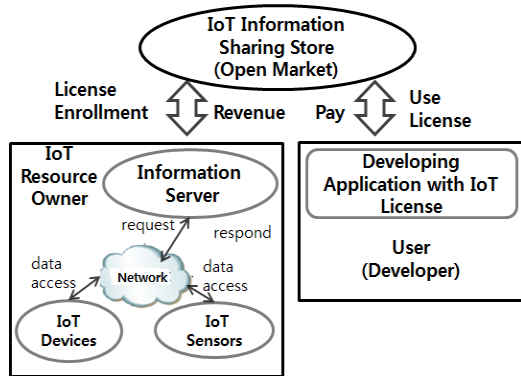 IoT Information
Sharing Store
(Open Market)
License
Enrollment
Revenue
Pay
Use
License
IoT
Resource
Owner
Information
Server
request
respond
data
access
Network
data
access
IoT
Devices
IoT
Sensors
Developing
Application with IoT
License
User
(Developer)